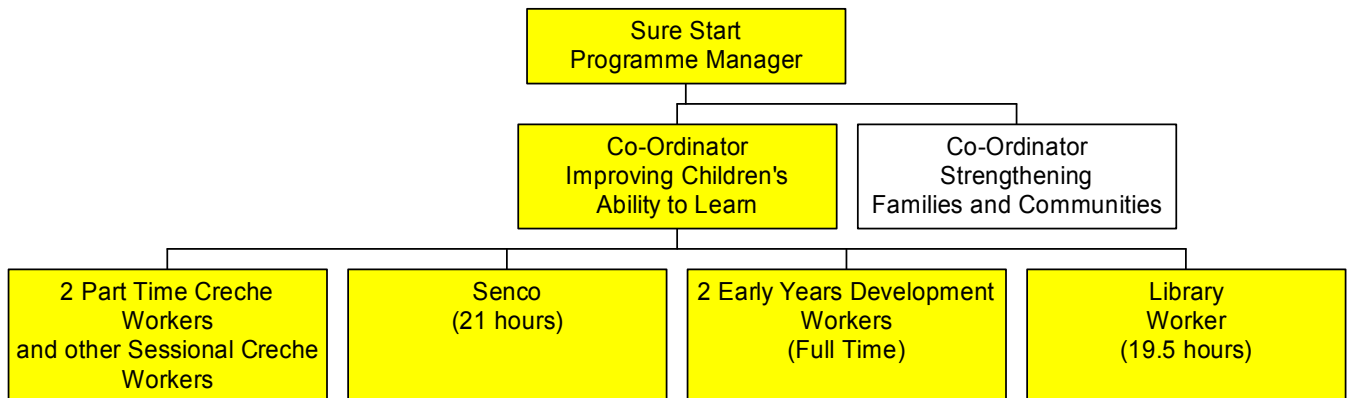 Sure Start
Programme Manager
Co-Ordinator
Improving Children's
Ability to Learn
Co-Ordinator
Strengthening
Families and Communities
2 Part Time Creche
Workers
and other Sessional Creche
Workers
Senco
(21 hours)
2 Early Years Development
Workers
(Full Time)
Library
Worker
(19.5 hours)